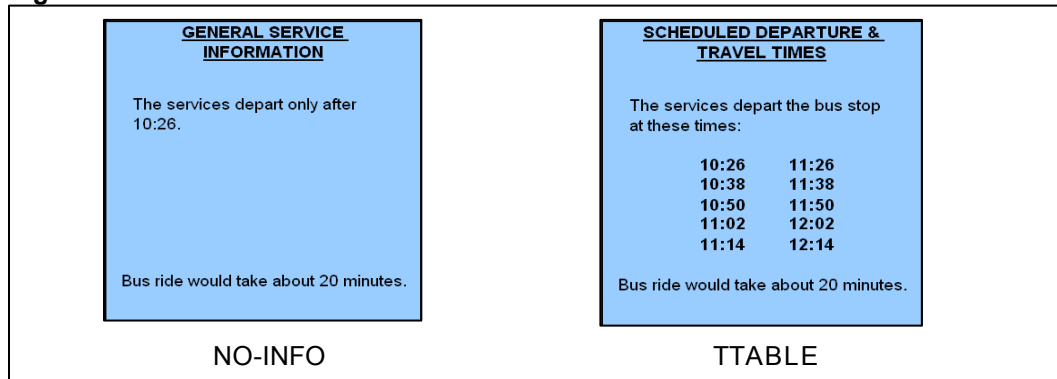 GENERAL SERVICE
INFORMATION
The services depart only after
10:26.
Bus ride would take about 20 minutes.
NO-INFO
SCHEDULED DEPARTURE &
TRAVEL TIMES
The services depart the bus stop
at these times:
10:26 11:26
10:38 11:38
10:50 11:50
11:02 12:02
11:14 12:14
Bus ride would take about 20 minutes.
TTABLE